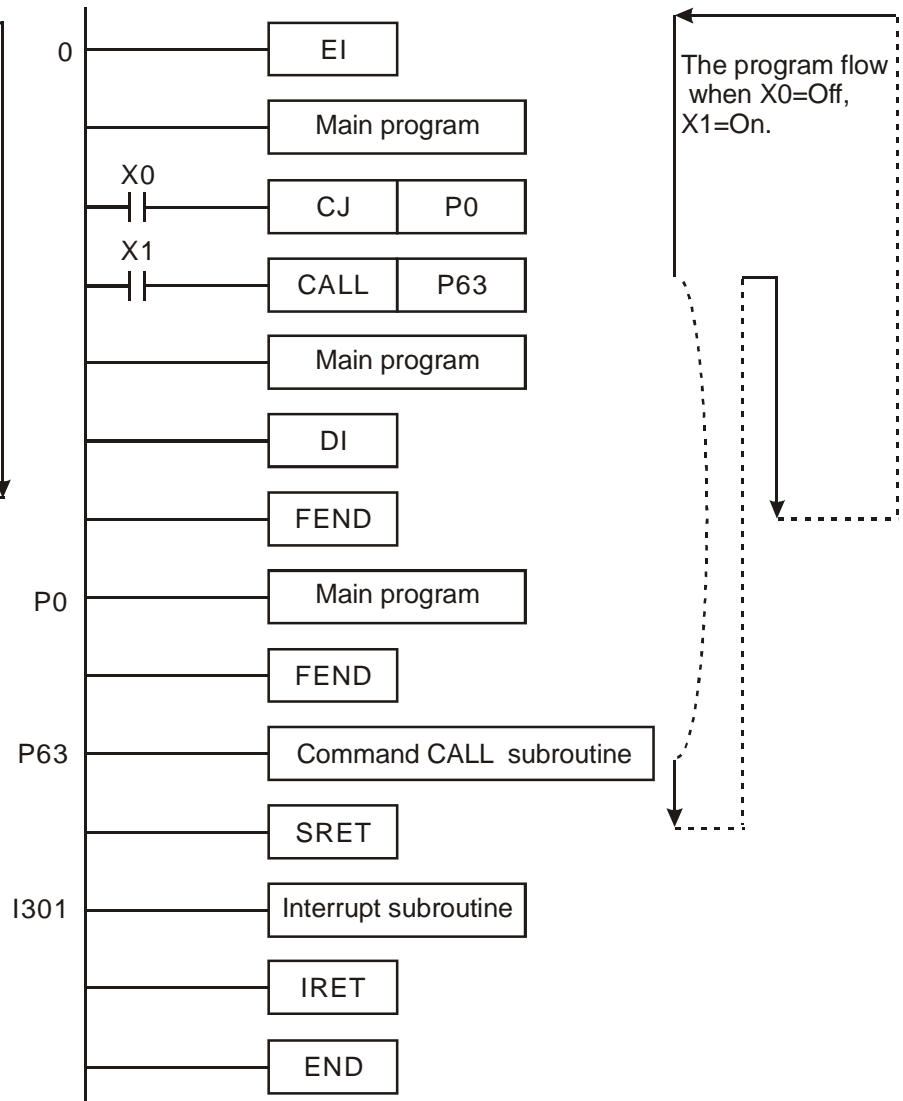 0 EI
Main program
X0
CJ P0
X1
CALL P63
Main program
DI
FEND
P0 Main program
FEND
P63 Command CALL subroutine
SRET
I301 Interrupt subroutine
IRET
END
The program flow
when X0=Off,
X1=On.